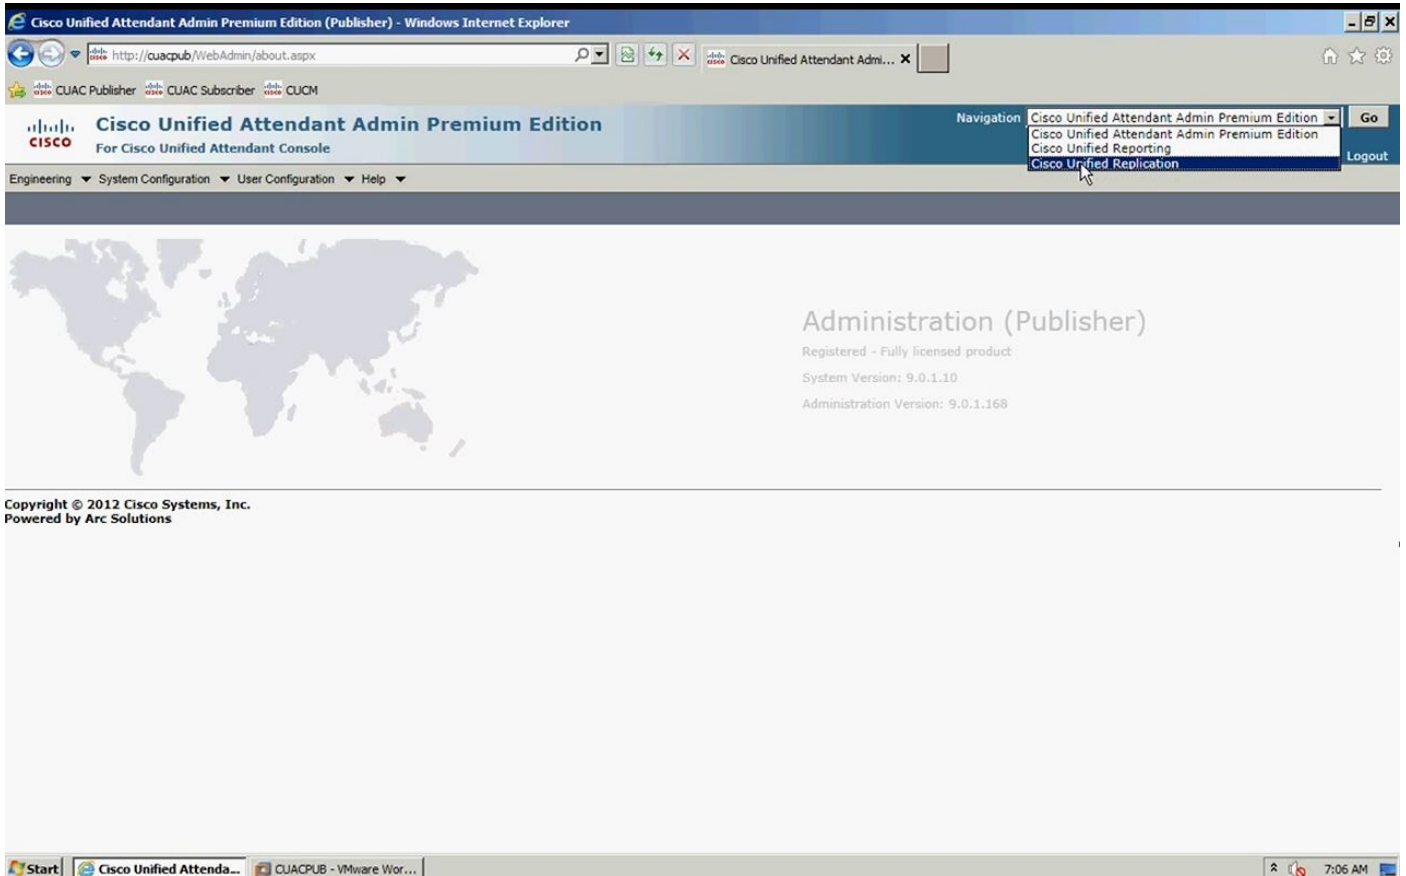 Cisco Unified Attendant Admin Premium Edition (Publisher) - Windows Internet Explorer
http://cuacpub/WebAdmin/about.aspx
Cisco Unified Attendant Admi...
CUAC Publisher CUAC Subscriber CUCM
CISCO
Cisco Unified Attendant Admin Premium Edition
For Cisco Unified Attendant Console
Navigation Cisco Unified Attendant Admin Premium Edition Go
Cisco Unified Attendant Admin Premium Edition
Cisco Unified Reporting
Cisco Unified Replication
Logout
Engineering System Configuration User Configuration Help
Administration (Publisher)
Registered - Fully licensed product
System Version: 9.0.1.10
Administration Version: 9.0.1.168
Copyright © 2012 Cisco Systems, Inc.
Powered by Arc Solutions
Start Cisco Unified Attenda... CUACPUB - VMware Wor... 7:06 AM